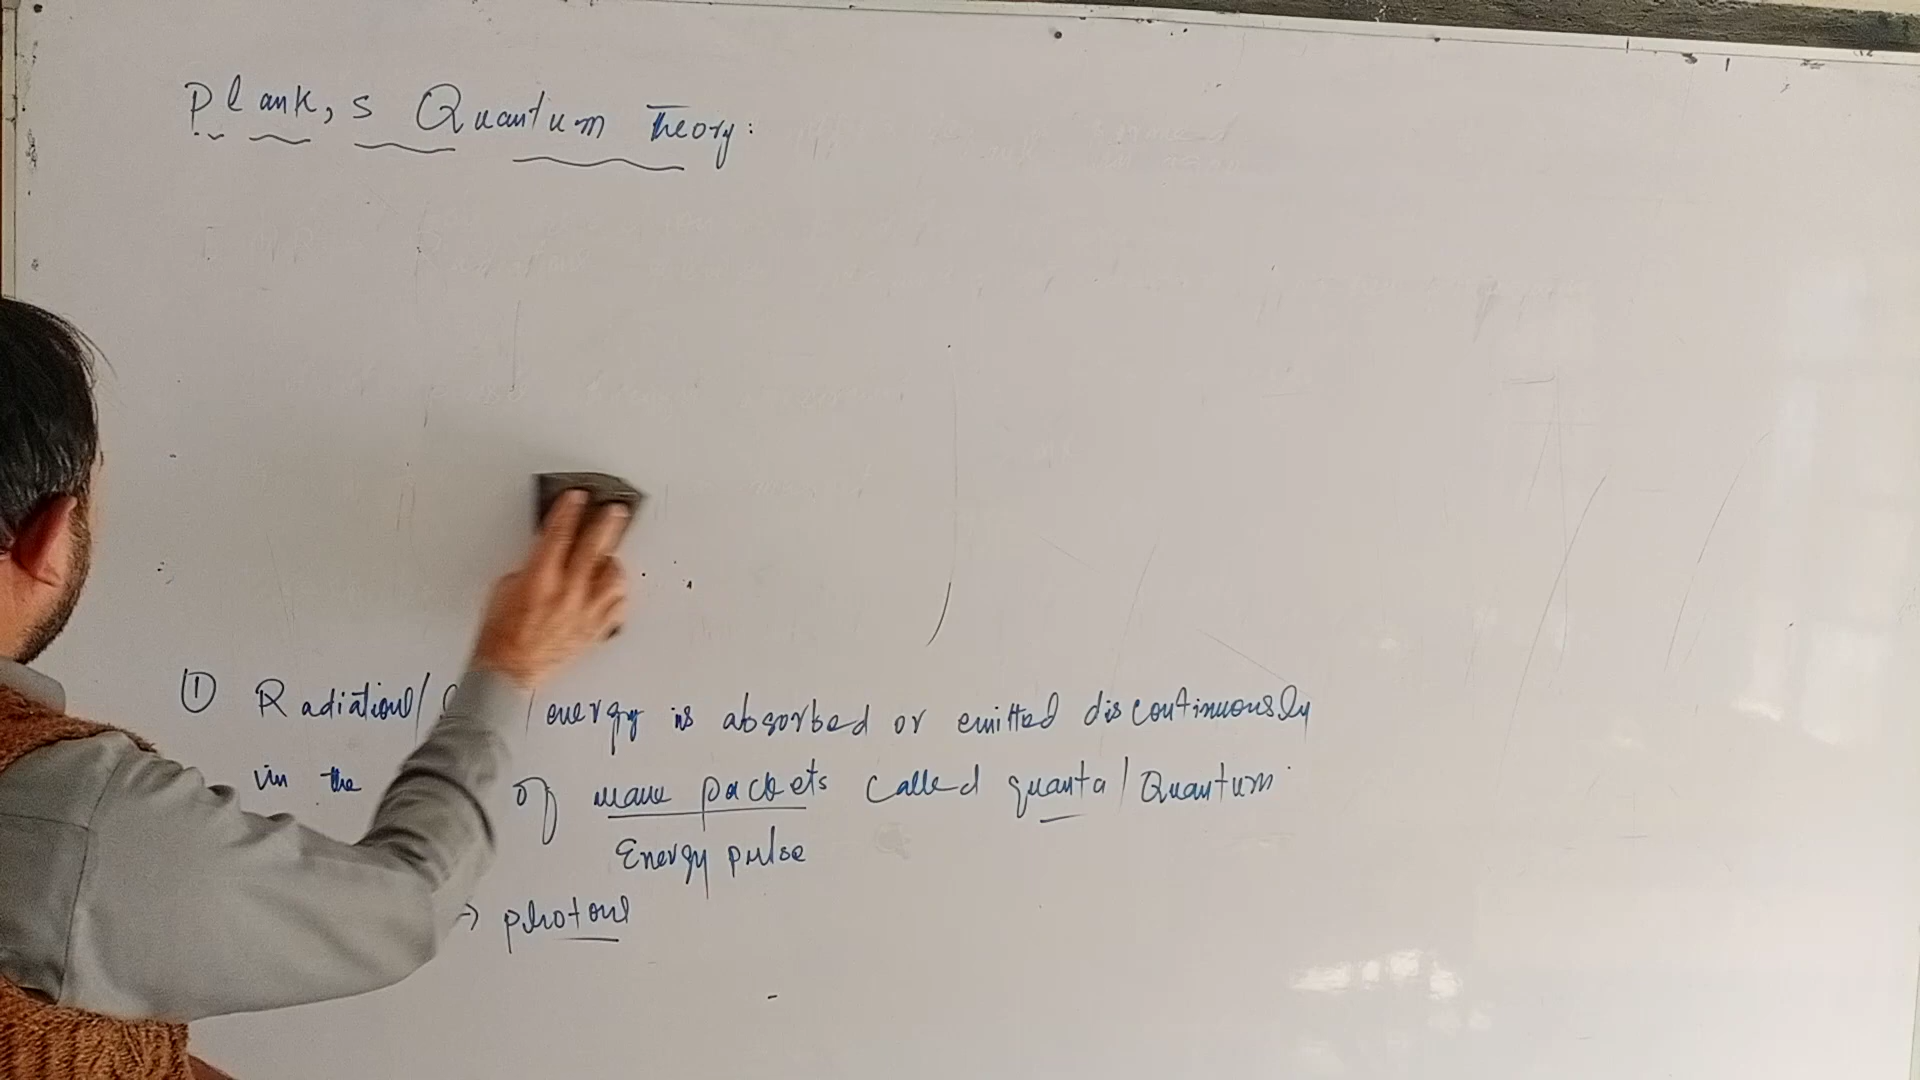 Plank,s Quantum Theory:
① Radiation/ energy is absorbed or emitted discontinuously
in the of wave packets called quanta/Quantum
Energy pulse
→ photons